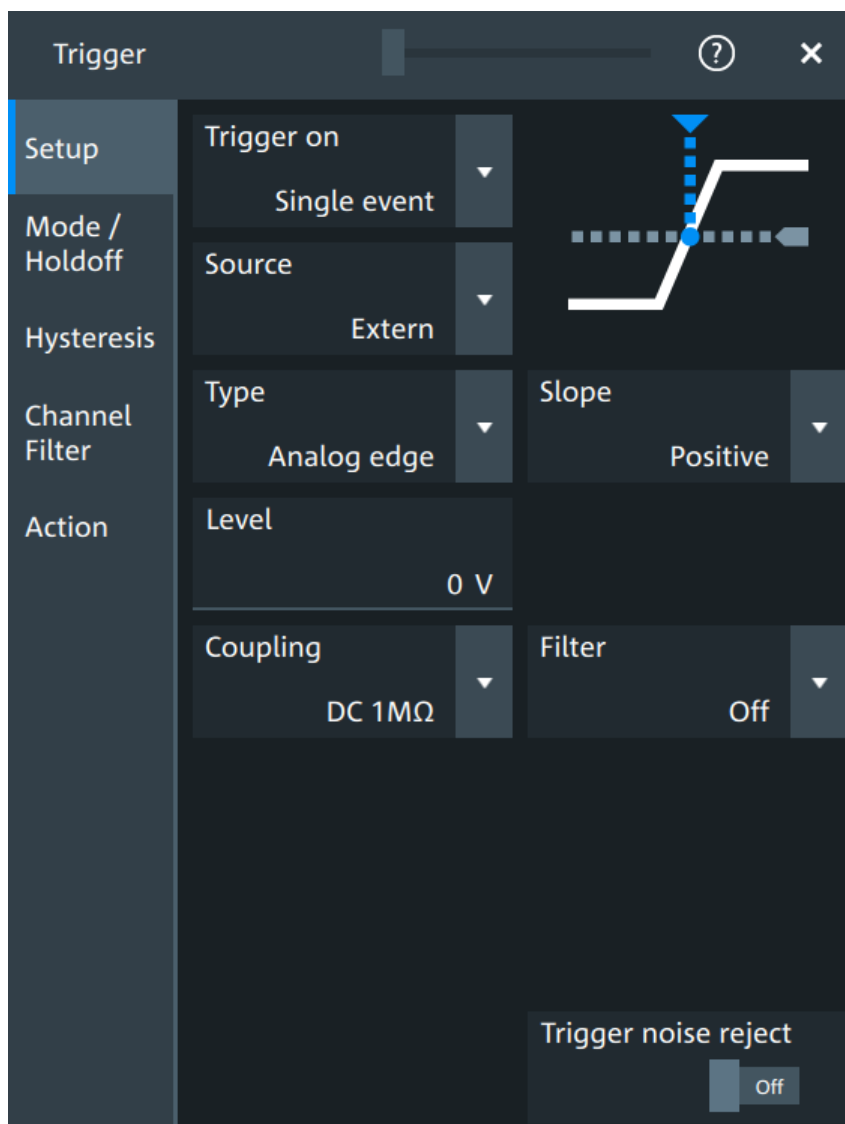 Trigger
?
Setup
Mode /
Holdoff
Hysteresis
Channel
Filter
Action
Trigger on
Single event
Source
Extern
Type
Analog edge
Slope
Positive
Level
0 V
Coupling
DC 1MΩ
Filter
Off
Trigger noise reject
Off